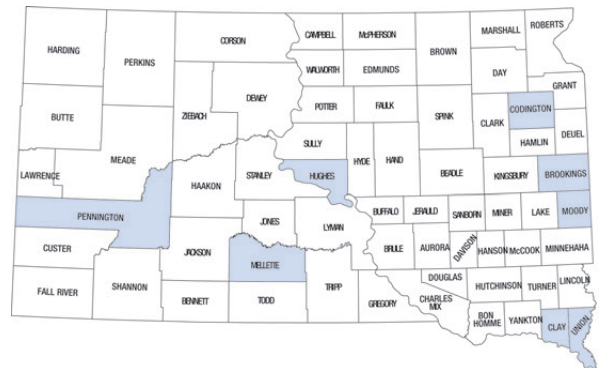 HARDING
PERKINS
CORSON
CAMPBELL
McPHERSON
BROWN
MARSHALL
ROBERTS
WALWORTH
EDMUNDS
DAY
GRANT
BUTTE
ZIEBACH
DEWEY
POTTER
FAULK
SPINK
CLARK
CODINGTON
DEUEL
HAMLIN
LAWRENCE
MEADE
HAAKON
STANLEY
SULLY
HUGHES
HYDE
HAND
BEADLE
KINGSBURY
BROOKINGS
PENNINGTON
JONES
LYMAN
BUFFALO
JERAULD
SANBORN
MINER
LAKE
MOODY
CUSTER
JACKSON
MELLETTE
BRULE
AURORA
DAVISON
HANSON
McCOOK
MINNEHAHA
FALL RIVER
SHANNON
BENNETT
TODD
TRIPP
GREGORY
DOUGLAS
CHARLES
MIX
HUTCHINSON
TURNER
LINCOLN
BON
HOMME
YANKTON
CLAY
UNION